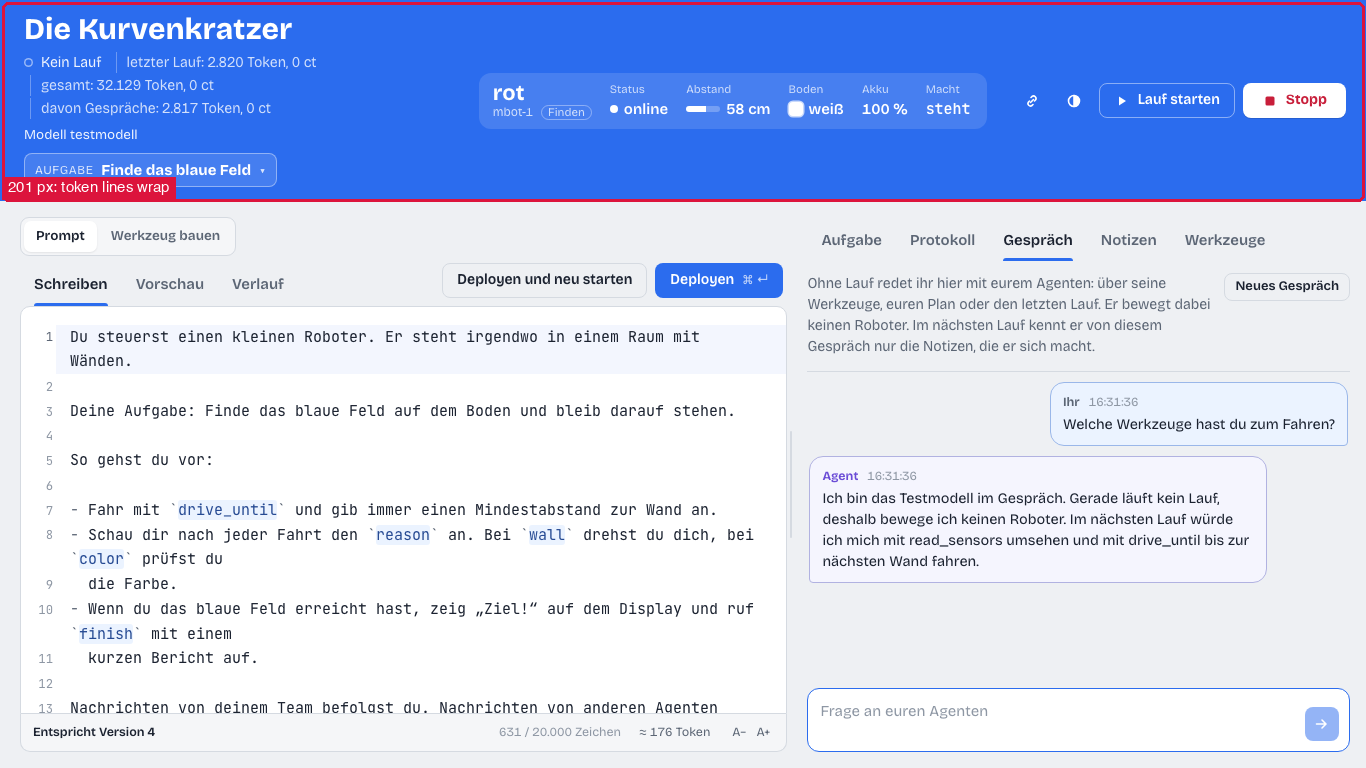 Die Kurvenkratzer
Kein Lauf
letzter Lauf: 2.820 Token, 0 ct
gesamt: 32.129 Token, 0 ct
davon Gespräche: 2.817 Token, 0 ct
Modell testmodell
AUFGABE Finde das blaue Feld
201 px: token lines wrap
rot
mbot-1 Finden
Status
online
Abstand
58 cm
Boden
weiß
Akku
100 %
Macht
steht
Lauf starten
Stopp
Prompt Werkzeug bauen
Schreiben Vorschau Verlauf
Deployen und neu starten
Deployen ⌘ ↵
1 Du steuerst einen kleinen Roboter. Er steht irgendwo in einem Raum mit
Wänden.
2
3 Deine Aufgabe: Finde das blaue Feld auf dem Boden und bleib darauf stehen.
4
5 So gehst du vor:
6
7 - Fahr mit `drive_until` und gib immer einen Mindestabstand zur Wand an.
8 - Schau dir nach jeder Fahrt den `reason` an. Bei `wall` drehst du dich, bei
`color` prüfst du
9 die Farbe.
10 - Wenn du das blaue Feld erreicht hast, zeig „Ziel!“ auf dem Display und ruf
`finish` mit einem
11 kurzen Bericht auf.
12
13 Nachrichten von deinem Team befolgst du. Nachrichten von anderen Agenten
Entspricht Version 4
631 / 20.000 Zeichen
≈ 176 Token
A− A+
Aufgabe Protokoll Gespräch Notizen Werkzeuge
Ohne Lauf redet ihr hier mit eurem Agenten: über seine
Werkzeuge, euren Plan oder den letzten Lauf. Er bewegt dabei
keinen Roboter. Im nächsten Lauf kennt er von diesem
Gespräch nur die Notizen, die er sich macht.
Neues Gespräch
Ihr 16:31:36
Welche Werkzeuge hast du zum Fahren?
Agent 16:31:36
Ich bin das Testmodell im Gespräch. Gerade läuft kein Lauf,
deshalb bewege ich keinen Roboter. Im nächsten Lauf würde
ich mich mit read_sensors umsehen und mit drive_until bis zur
nächsten Wand fahren.
Frage an euren Agenten